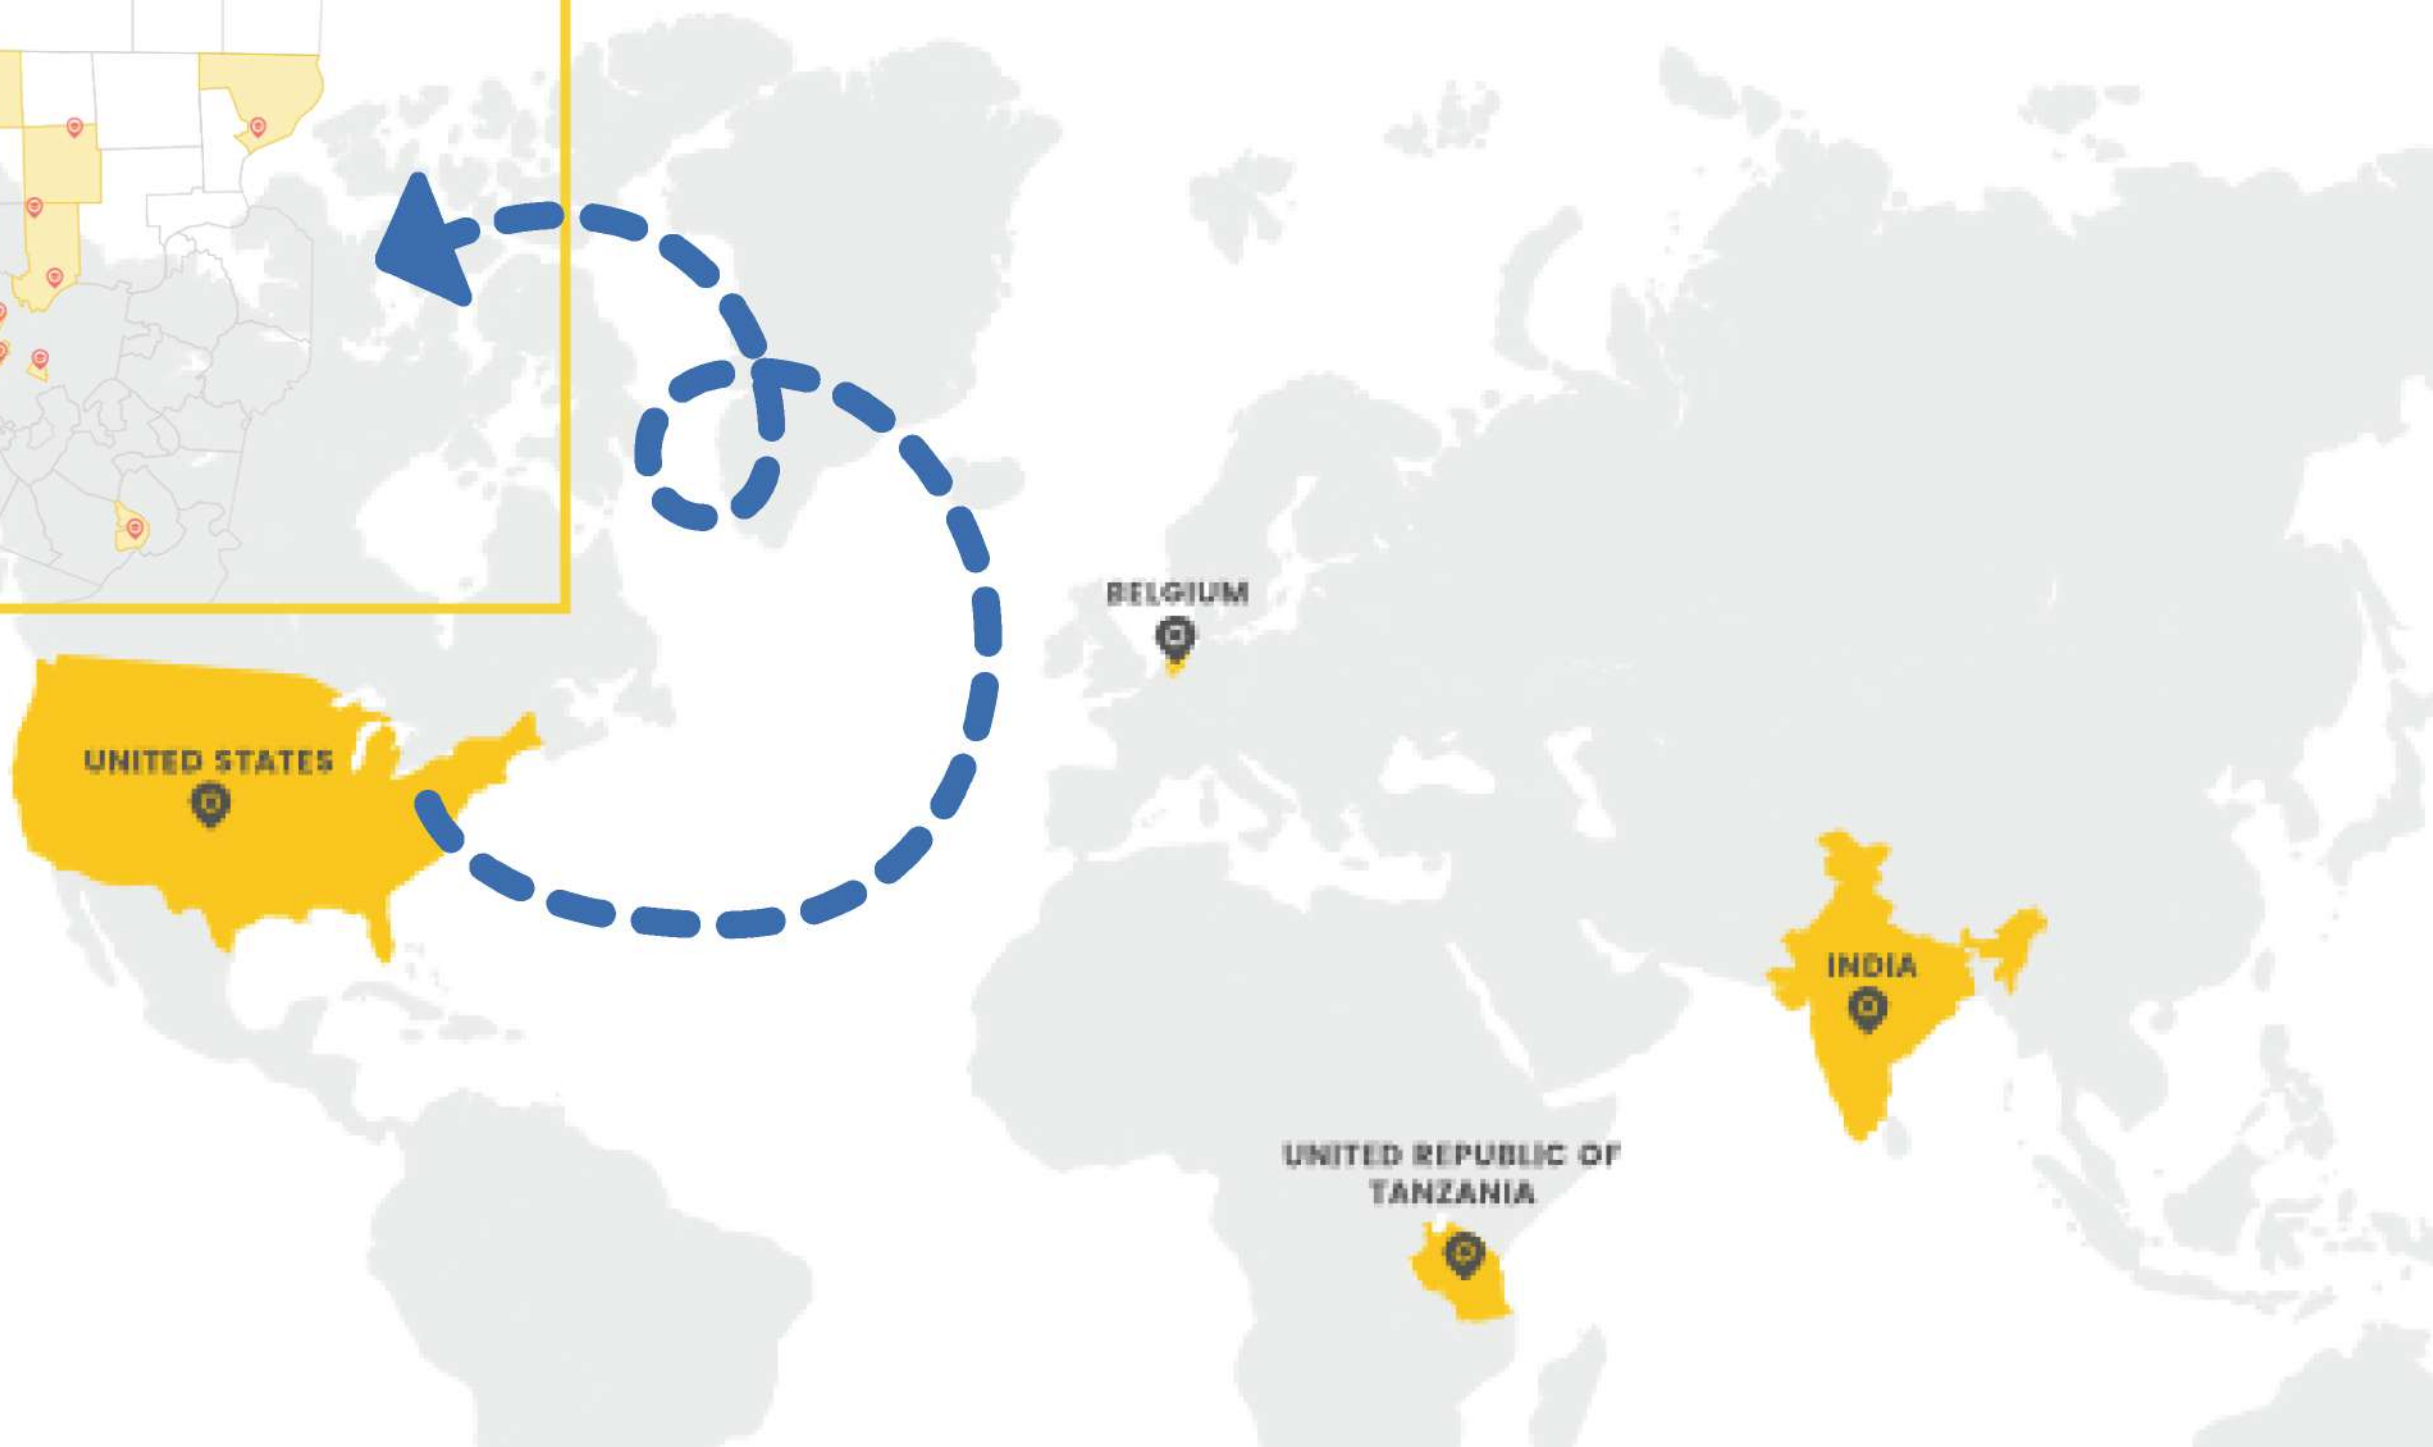 BELGIUM
UNITED STATES
INDIA
UNITED REPUBLIC OF
TANZANIA